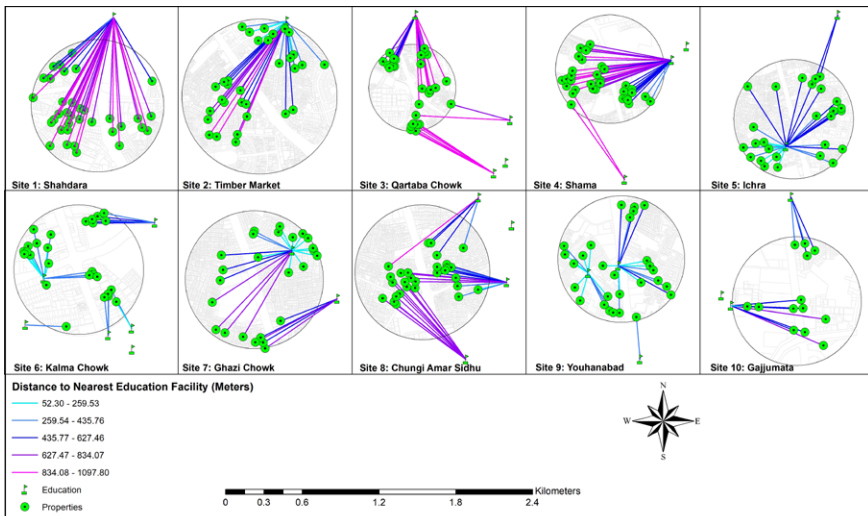 Site 1: Shahdara
Site 2: Timber Market
Site 3: Qartaba Chowk
Site 4: Shama
Site 5: Ichra
Site 6: Kalma Chowk
Site 7: Ghazi Chowk
Site 8: Chungi Amar Sidhu
Site 9: Youhanabad
Site 10: Gajjumata
Distance to Nearest Education Facility (Meters)
52.30 - 259.53
259.54 - 435.76
435.77 - 627.46
627.47 - 834.07
834.08 - 1097.80
Education
Properties
N
W E
S
Kilometers
0 0.3 0.6 1.2 1.8 2.4